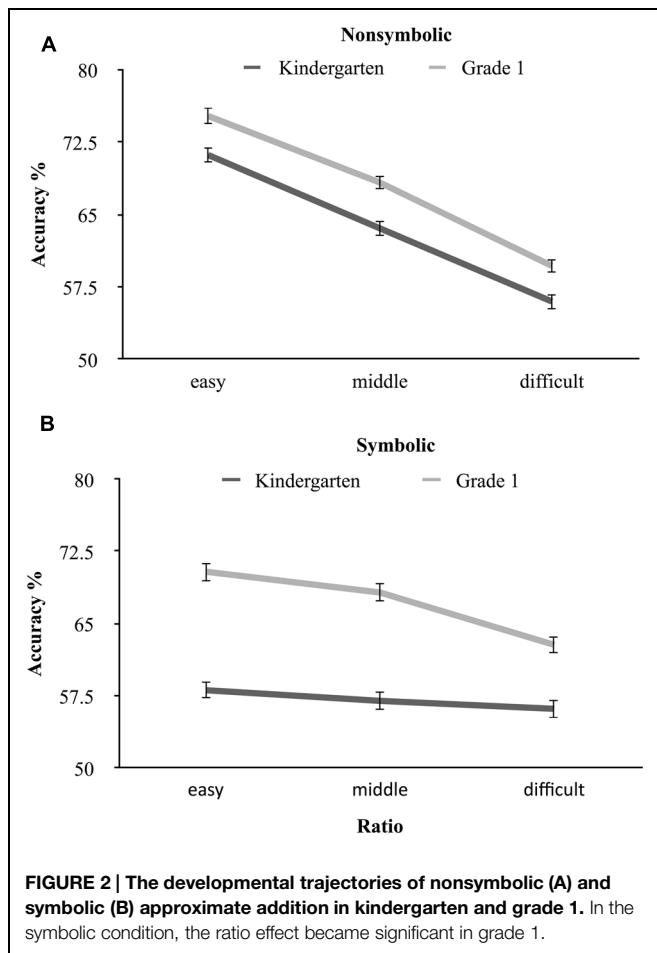 A
Nonsymbolic
Kindergarten Grade 1
80
72.5
65
57.5
50
Accuracy %
easy middle difficult
B
Symbolic
Kindergarten Grade 1
80
72.5
65
57.5
50
Accuracy %
easy middle difficult
Ratio
FIGURE 2 | The developmental trajectories of nonsymbolic (A) and
symbolic (B) approximate addition in kindergarten and grade 1. In the
symbolic condition, the ratio effect became significant in grade 1.